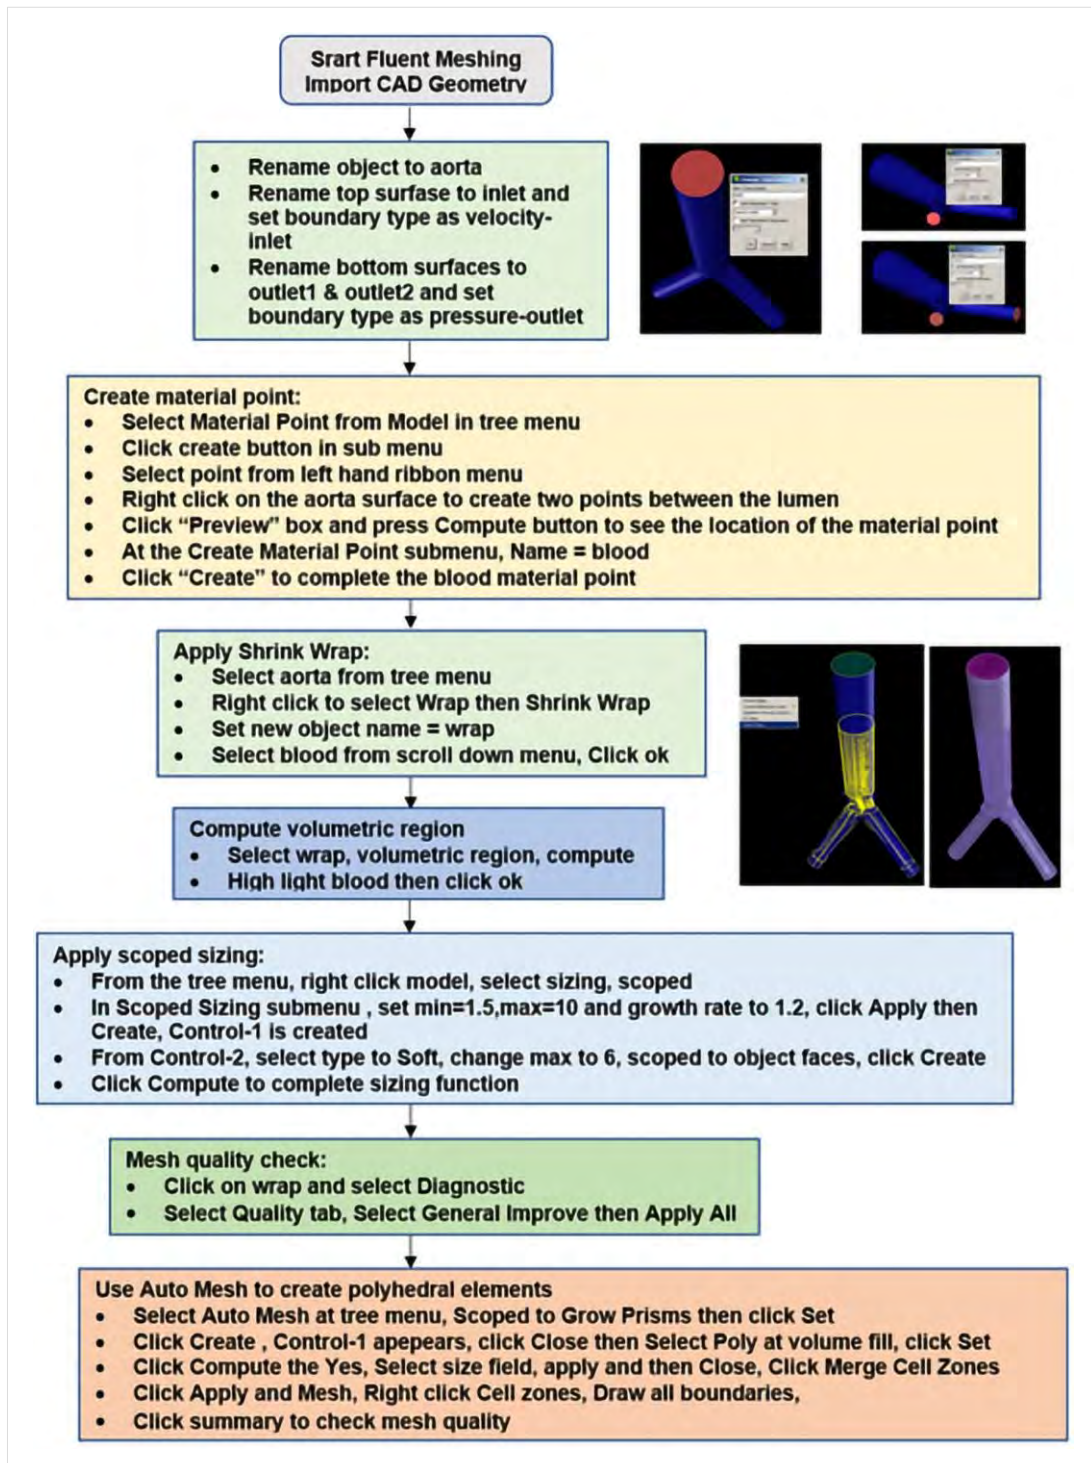 Srart Fluent Meshing
Import CAD Geometry
• Rename object to aorta
• Rename top surfase to inlet and
set boundary type as velocity-
inlet
• Rename bottom surfaces to
outlet1 & outlet2 and set
boundary type as pressure-outlet
Create material point:
• Select Material Point from Model in tree menu
• Click create button in sub menu
• Select point from left hand ribbon menu
• Right click on the aorta surface to create two points between the lumen
• Click “Preview” box and press Compute button to see the location of the material point
• At the Create Material Point submenu, Name = blood
• Click “Create” to complete the blood material point
Apply Shrink Wrap:
• Select aorta from tree menu
• Right click to select Wrap then Shrink Wrap
• Set new object name = wrap
• Select blood from scroll down menu, Click ok
Compute volumetric region
• Select wrap, volumetric region, compute
• High light blood then click ok
Apply scoped sizing:
• From the tree menu, right click model, select sizing, scoped
• In Scoped Sizing submenu , set min=1.5,max=10 and growth rate to 1.2, click Apply then
Create, Control-1 is created
• From Control-2, select type to Soft, change max to 6, scoped to object faces, click Create
• Click Compute to complete sizing function
Mesh quality check:
• Click on wrap and select Diagnostic
• Select Quality tab, Select General Improve then Apply All
Use Auto Mesh to create polyhedral elements
• Select Auto Mesh at tree menu, Scoped to Grow Prisms then click Set
• Click Create , Control-1 apepears, click Close then Select Poly at volume fill, click Set
• Click Compute the Yes, Select size field, apply and then Close, Click Merge Cell Zones
• Click Apply and Mesh, Right click Cell zones, Draw all boundaries,
• Click summary to check mesh quality